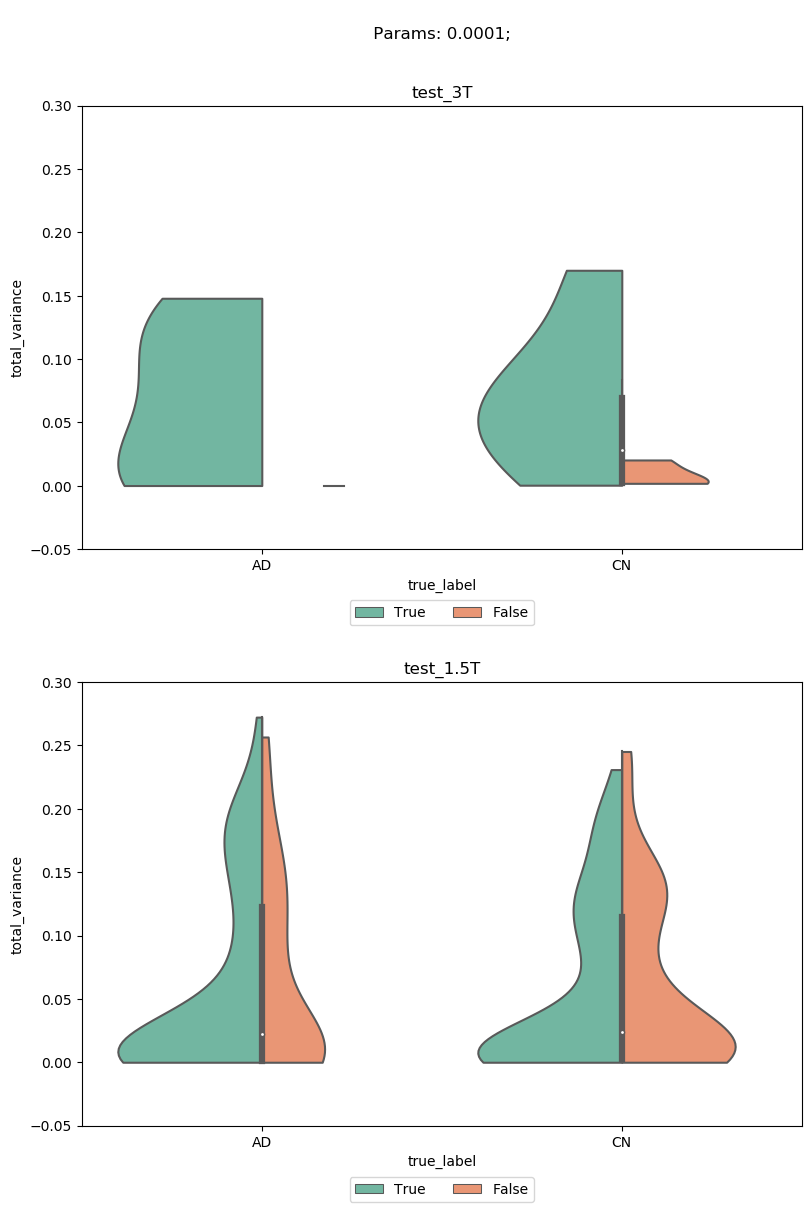 Params: 0.0001;
test_3T
0.30
0.25
0.20
0.15
0.10
0.05
0.00
−0.05
total_variance
AD CN
true_label
True False
test_1.5T
0.30
0.25
0.20
0.15
0.10
0.05
0.00
−0.05
total_variance
AD CN
true_label
True False